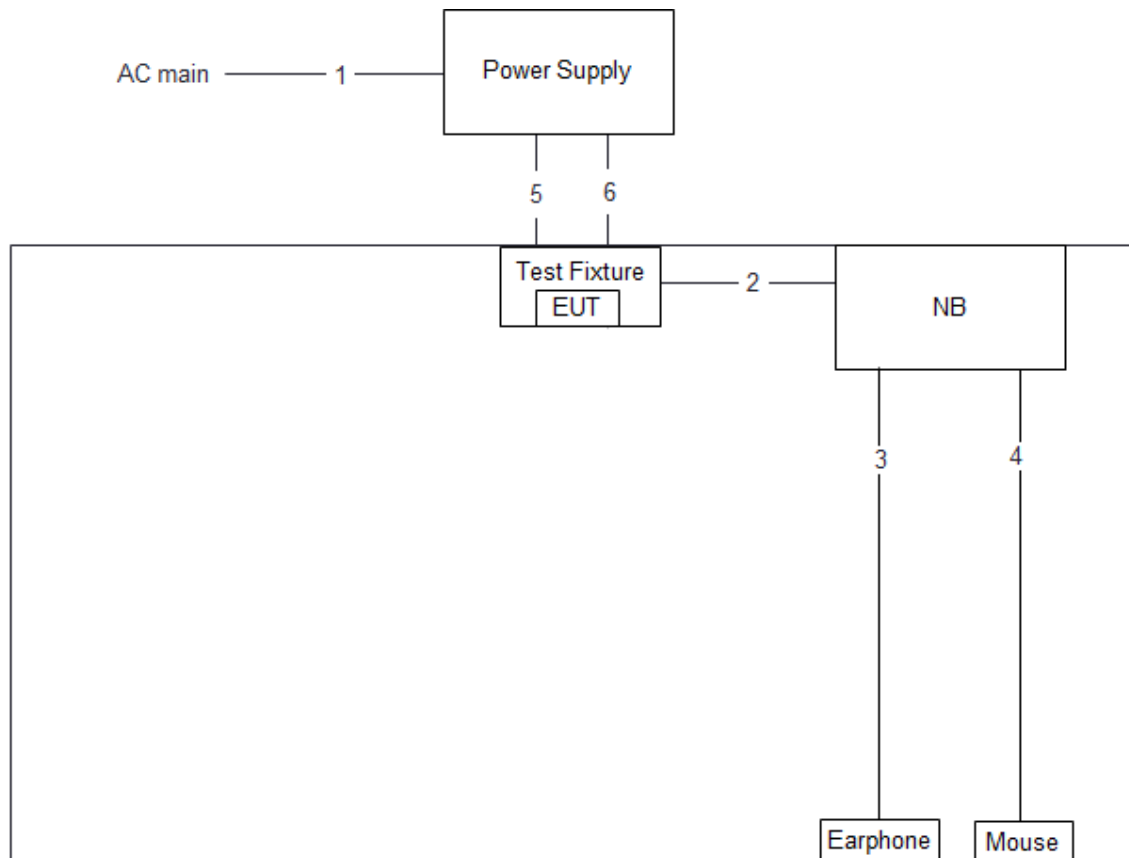 Power Supply
AC main
1
5
6
Test Fixture
EUT
2
NB
3
4
Earphone
Mouse